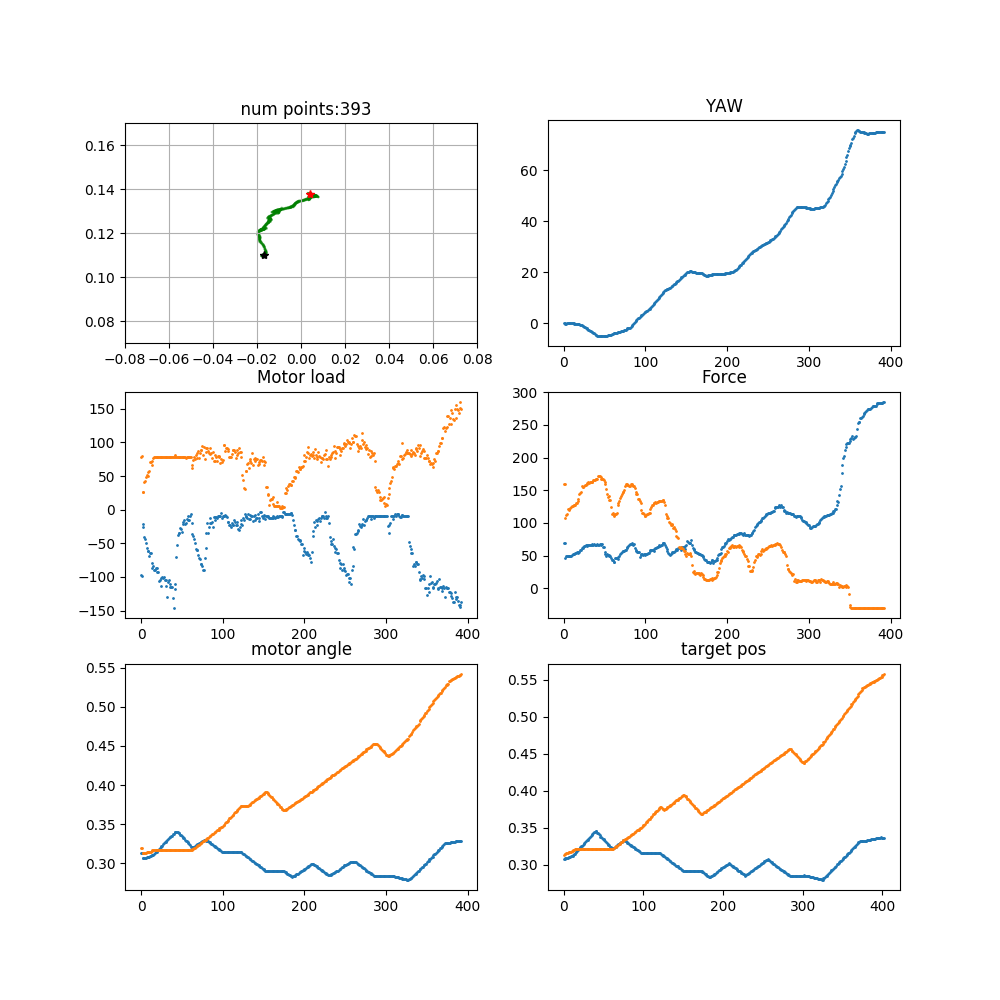 num points:393
0.16
0.14
0.12
0.10
0.08
−0.08 −0.06 −0.04 −0.02 0.00 0.02 0.04 0.06 0.08
YAW
60
40
20
0
0 100 200 300 400
Motor load
150
100
50
0
−50
−100
−150
0 100 200 300 400
Force
300
250
200
150
100
50
0
0 100 200 300 400
motor angle
0.55
0.50
0.45
0.40
0.35
0.30
0 100 200 300 400
target pos
0.55
0.50
0.45
0.40
0.35
0.30
0 100 200 300 400